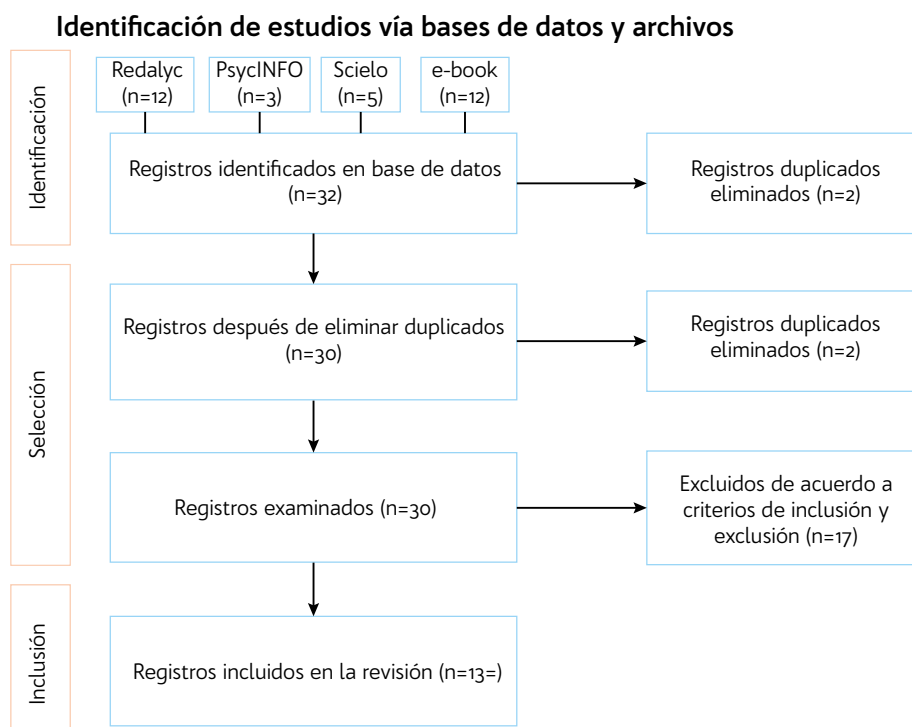 Identificación de estudios vía bases de datos y archivos
Identificación
Redalyc
(n=12)
PsycINFO
(n=3)
Scielo
(n=5)
e-book
(n=12)
Registros identificados en base de datos
(n=32)
Registros duplicados
eliminados (n=2)
Selección
Registros después de eliminar duplicados
(n=30)
Registros duplicados
eliminados (n=2)
Registros examinados (n=30)
Excluidos de acuerdo a
criterios de inclusión y
exclusión (n=17)
Inclusión
Registros incluidos en la revisión (n=13=)